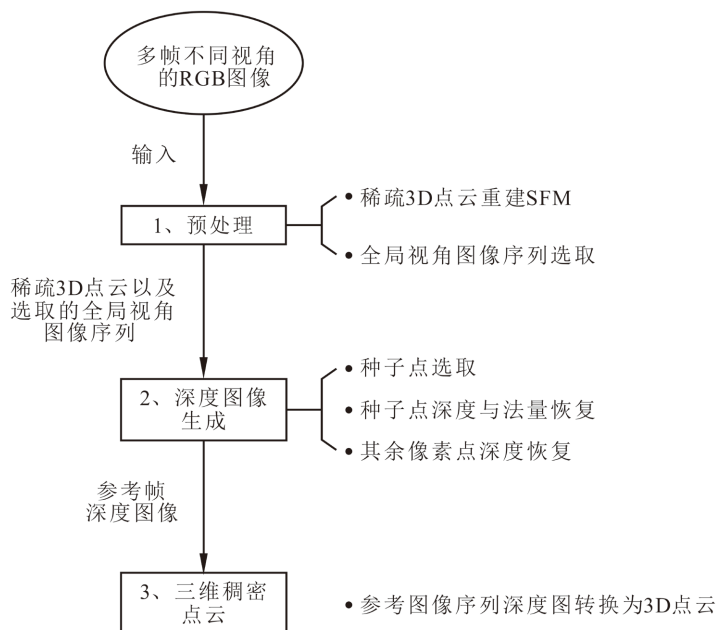 多帧不同视角
的RGB图像
输入
1、预处理
• 稀疏3D点云重建SFM
• 全局视角图像序列选取
稀疏3D点云以及
选取的全局视角
图像序列
2、深度图像
生成
• 种子点选取
• 种子点深度与法量恢复
• 其余像素点深度恢复
参考帧
深度图像
3、三维稠密
点云
• 参考图像序列深度图转换为3D点云